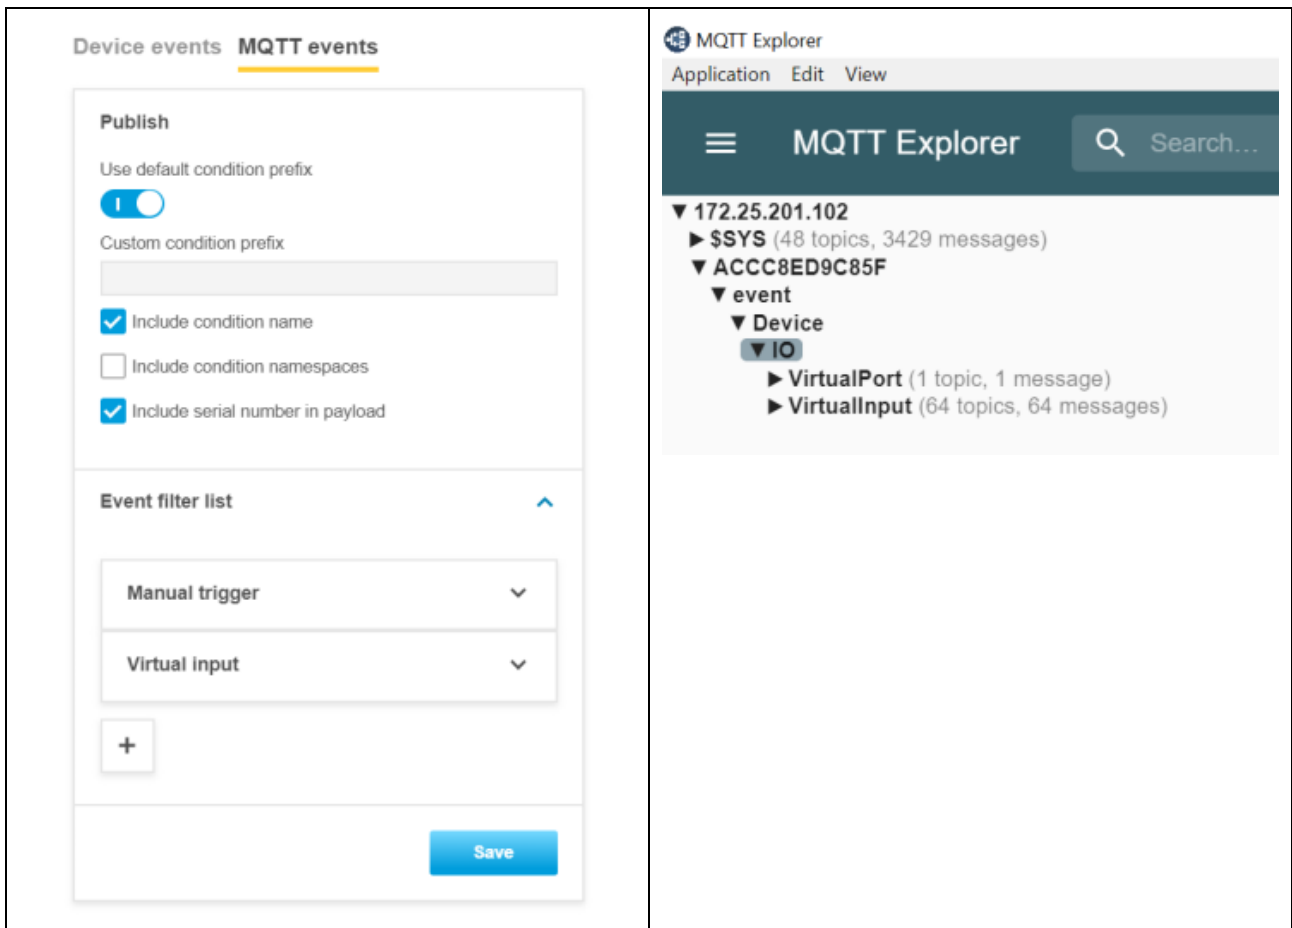 Device events MQTT events
Publish
Use default condition prefix
Custom condition prefix
Include condition name
Include condition namespaces
Include serial number in payload
Event filter list
Manual trigger
Virtual input
+
Save
MQTT Explorer
Application Edit View
MQTT Explorer Search...
172.25.201.102
$SYS (48 topics, 3429 messages)
ACCC8ED9C85F
event
Device
IO
VirtualPort (1 topic, 1 message)
VirtualInput (64 topics, 64 messages)